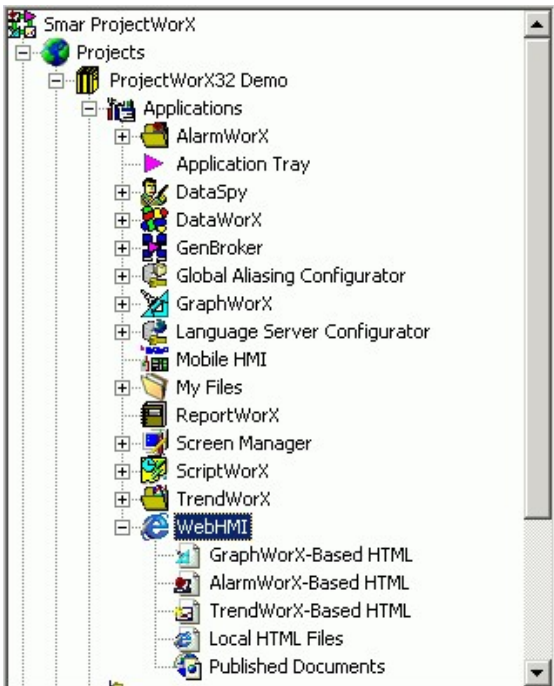 Smar ProjectWorX
Projects
ProjectWorX32 Demo
Applications
AlarmWorX
Application Tray
DataSpy
DataWorX
GenBroker
Global Aliasing Configurator
GraphWorX
Language Server Configurator
Mobile HMI
My Files
ReportWorX
Screen Manager
ScriptWorX
TrendWorX
WebHMI
GraphWorX-Based HTML
AlarmWorX-Based HTML
TrendWorX-Based HTML
Local HTML Files
Published Documents